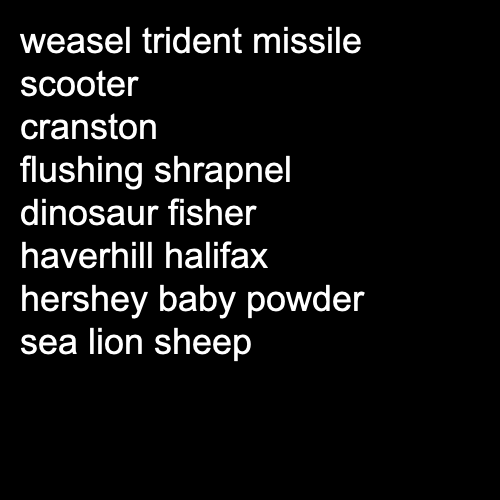 weasel trident missile
scooter
cranston
flushing shrapnel
dinosaur fisher
haverhill halifax
hershey baby powder
sea lion sheep